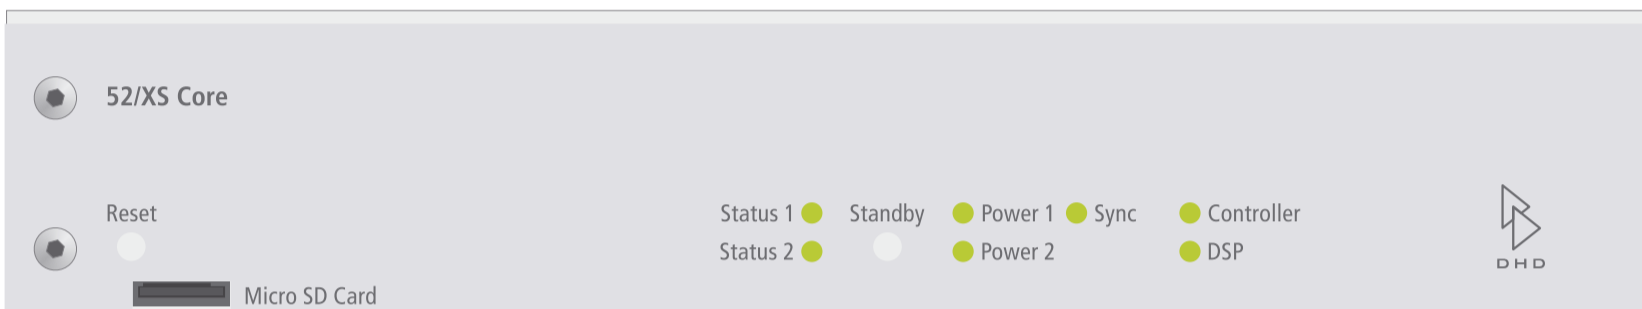 52/XS Core
Reset
Status 1 Standby Power 1 Sync Controller
Status 2 Power 2 DSP
DHD
Micro SD Card